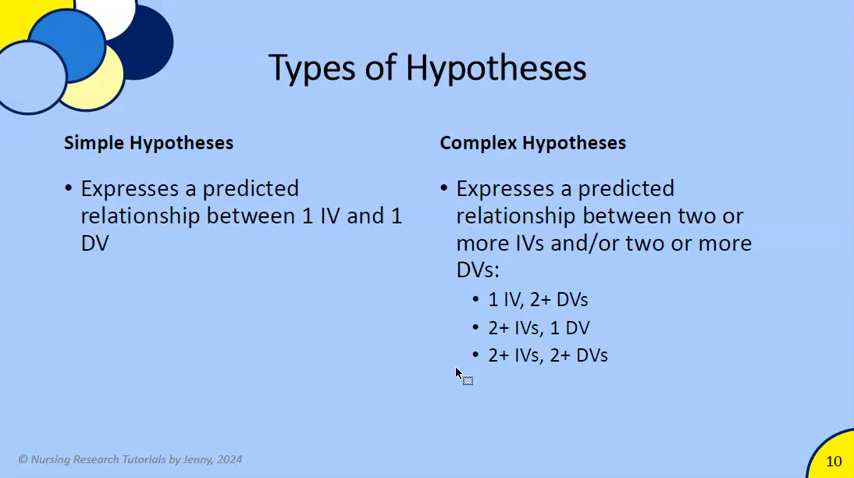 Types of Hypotheses
Simple Hypotheses
• Expresses a predicted
relationship between 1 IV and 1
DV
Complex Hypotheses
• Expresses a predicted
relationship between two or
more IVs and/or two or more
DVs:
• 1 IV, 2+ DVs
• 2+ IVs, 1 DV
• 2+ IVs, 2+ DVs
© Nursing Research Tutorials by Jenny, 2024
10